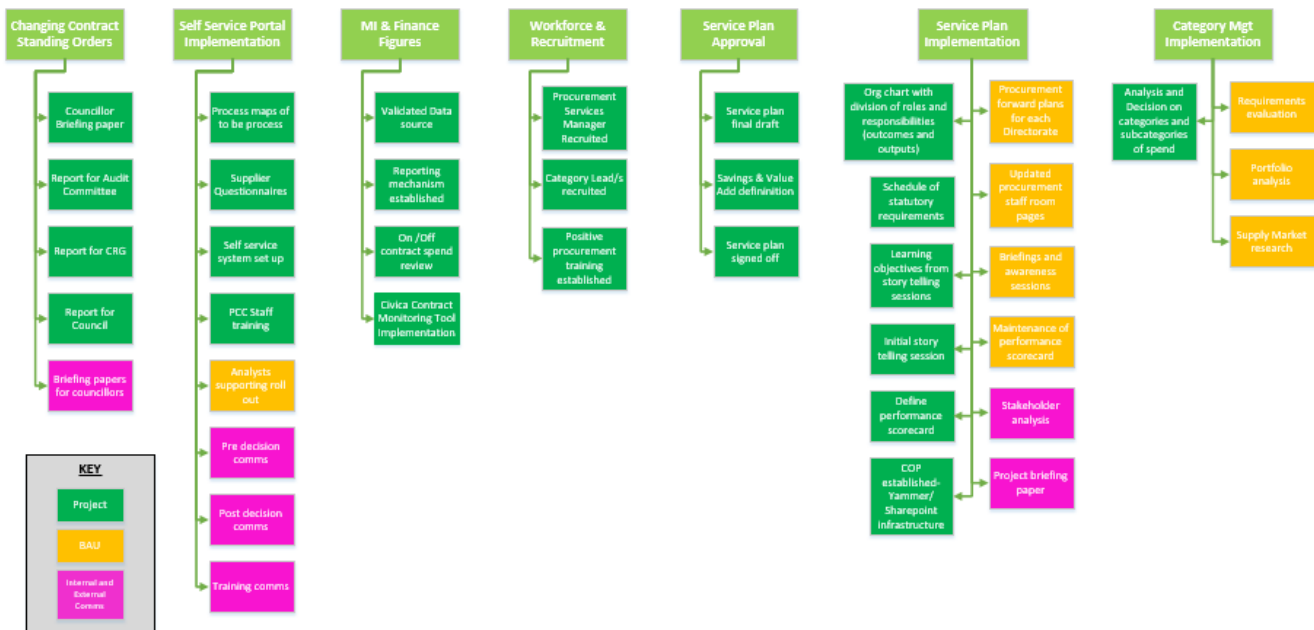 Changing Contract
Standing Orders
Councillor
Briefing paper
Report for Audit
Committee
Report for CRG
Report for
Council
Briefing papers
for councillors
Self Service Portal
Implementation
Process maps of
to be process
Supplier
Questionnaires
Self service
system set up
PCC Staff
training
Analysts
supporting roll
out
Pre decision
comms
Post decision
comms
Training comms
MI & Finance
Figures
Validated Data
source
Reporting
mechanism
established
On /Off
contract spend
review
Civica Contract
Monitoring Tool
Implementation
Workforce &
Recruitment
Procurement
Services
Manager
Recruited
Category Lead/s
recruited
Positive
procurement
training
established
Service Plan
Approval
Service plan
final draft
Savings & Value
Add defininition
Service plan
signed off
Service Plan
Implementation
Org chart with
division of roles and
responsibilities
(outcomes and
outputs)
Schedule of
statutory
requirements
Learning
objectives from
story telling
sessions
Initial story
telling session
Define
performance
scorecard
COP
established-
Yammer/
Sharepoint
infrastructure
Procurement
forward plans
for each
Directorate
Updated
procurement
staff room
pages
Briefings and
awareness
sessions
Maintenance of
performance
scorecard
Stakeholder
analysis
Project briefing
paper
Category Mgt
Implementation
Analysis and
Decision on
categories and
subcategories
of spend
Requirements
evaluation
Portfolio
analysis
Supply Market
research
KEY
Project
BAU
Internal and
External
Comms